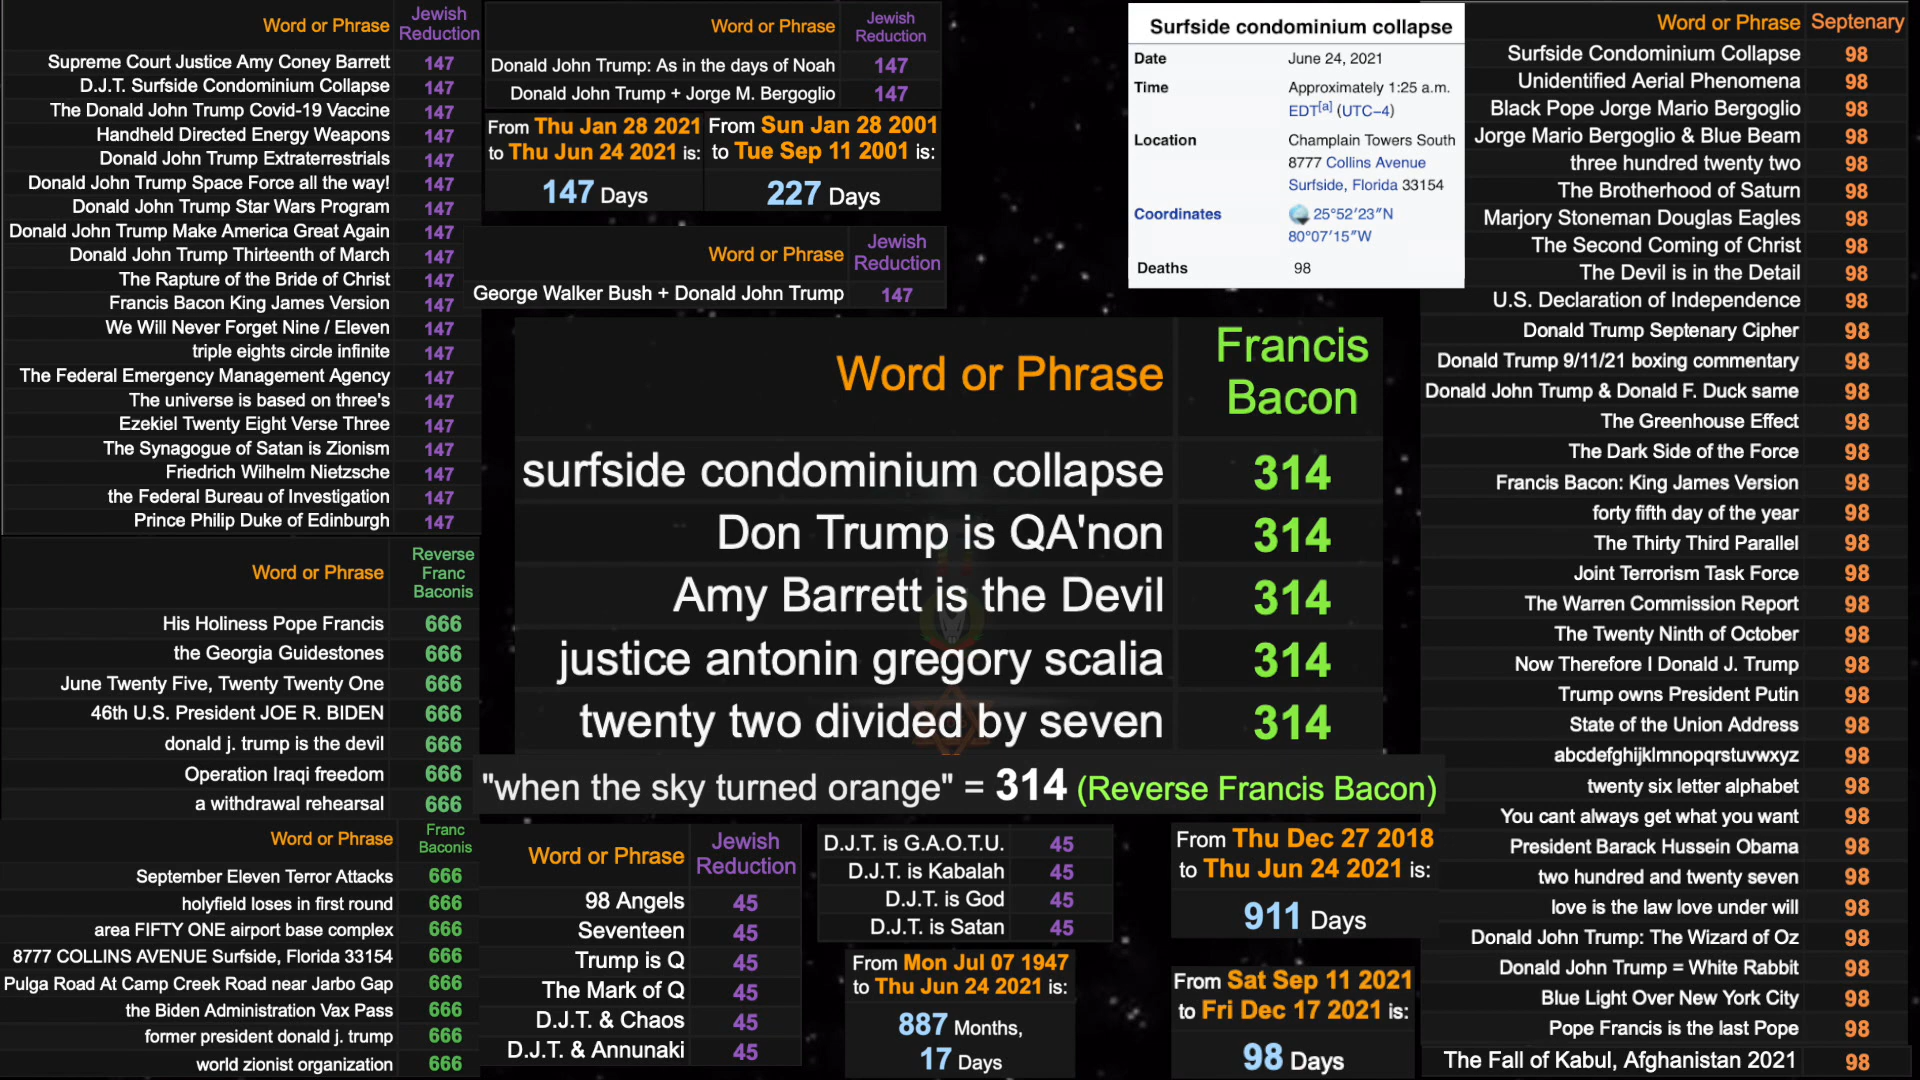 Word or Phrase Jewish Reduction
Supreme Court Justice Amy Coney Barrett 147
D.J.T. Surfside Condominium Collapse 147
The Donald John Trump Covid-19 Vaccine 147
Handheld Directed Energy Weapons 147
Donald John Trump Extraterrestrials 147
Donald John Trump Space Force all the way! 147
Donald John Trump Star Wars Program 147
Donald John Trump Make America Great Again 147
Donald John Trump Thirteenth of March 147
The Rapture of the Bride of Christ 147
Francis Bacon King James Version 147
We Will Never Forget Nine / Eleven 147
triple eights circle infinite 147
The Federal Emergency Management Agency 147
The universe is based on three's 147
Ezekiel Twenty Eight Verse Three 147
The Synagogue of Satan is Zionism 147
Friedrich Wilhelm Nietzsche 147
the Federal Bureau of Investigation 147
Prince Philip Duke of Edinburgh 147
Word or Phrase Reverse Franc Baconis
His Holiness Pope Francis 666
the Georgia Guidestones 666
June Twenty Five, Twenty Twenty One 666
46th U.S. President JOE R. BIDEN 666
donald j. trump is the devil 666
Operation Iraqi freedom 666
a withdrawal rehearsal 666
Word or Phrase Franc Baconis
September Eleven Terror Attacks 666
holyfield loses in first round 666
area FIFTY ONE airport base complex 666
8777 COLLINS AVENUE Surfside, Florida 33154 666
Pulga Road At Camp Creek Road near Jarbo Gap 666
the Biden Administration Vax Pass 666
former president donald j. trump 666
world zionist organization 666
Word or Phrase Jewish Reduction
Donald John Trump: As in the days of Noah 147
Donald John Trump + Jorge M. Bergoglio 147
From Thu Jan 28 2021
to Thu Jun 24 2021 is:
147 Days
From Sun Jan 28 2001
to Tue Sep 11 2001 is:
227 Days
Word or Phrase Jewish Reduction
George Walker Bush + Donald John Trump 147
Surfside condominium collapse
Date June 24, 2021
Time Approximately 1:25 a.m.
EDT[a] (UTC−4)
Location Champlain Towers South
8777 Collins Avenue
Surfside, Florida 33154
Coordinates 25°52′23″N
80°07′15″W
Deaths 98
Word or Phrase Francis Bacon
surfside condominium collapse 314
Don Trump is QA'non 314
Amy Barrett is the Devil 314
justice antonin gregory scalia 314
twenty two divided by seven 314
"when the sky turned orange" = 314 (Reverse Francis Bacon)
Word or Phrase Jewish Reduction
98 Angels 45
Seventeen 45
Trump is Q 45
The Mark of Q 45
D.J.T. & Chaos 45
D.J.T. & Annunaki 45
D.J.T. is G.A.O.T.U. 45
D.J.T. is Kabalah 45
D.J.T. is God 45
D.J.T. is Satan 45
From Mon Jul 07 1947
to Thu Jun 24 2021 is:
887 Months,
17 Days
From Thu Dec 27 2018
to Thu Jun 24 2021 is:
911 Days
From Sat Sep 11 2021
to Fri Dec 17 2021 is:
98 Days
Word or Phrase Septenary
Surfside Condominium Collapse 98
Unidentified Aerial Phenomena 98
Black Pope Jorge Mario Bergoglio 98
Jorge Mario Bergoglio & Blue Beam 98
three hundred twenty two 98
The Brotherhood of Saturn 98
Marjory Stoneman Douglas Eagles 98
The Second Coming of Christ 98
The Devil is in the Detail 98
U.S. Declaration of Independence 98
Donald Trump Septenary Cipher 98
Donald Trump 9/11/21 boxing commentary 98
Donald John Trump & Donald F. Duck same 98
The Greenhouse Effect 98
The Dark Side of the Force 98
Francis Bacon: King James Version 98
forty fifth day of the year 98
The Thirty Third Parallel 98
Joint Terrorism Task Force 98
The Warren Commission Report 98
The Twenty Ninth of October 98
Now Therefore I Donald J. Trump 98
Trump owns President Putin 98
State of the Union Address 98
abcdefghijklmnopqrstuvwxyz 98
twenty six letter alphabet 98
You cant always get what you want 98
President Barack Hussein Obama 98
two hundred and twenty seven 98
love is the law love under will 98
Donald John Trump: The Wizard of Oz 98
Donald John Trump = White Rabbit 98
Blue Light Over New York City 98
Pope Francis is the last Pope 98
The Fall of Kabul, Afghanistan 2021 98